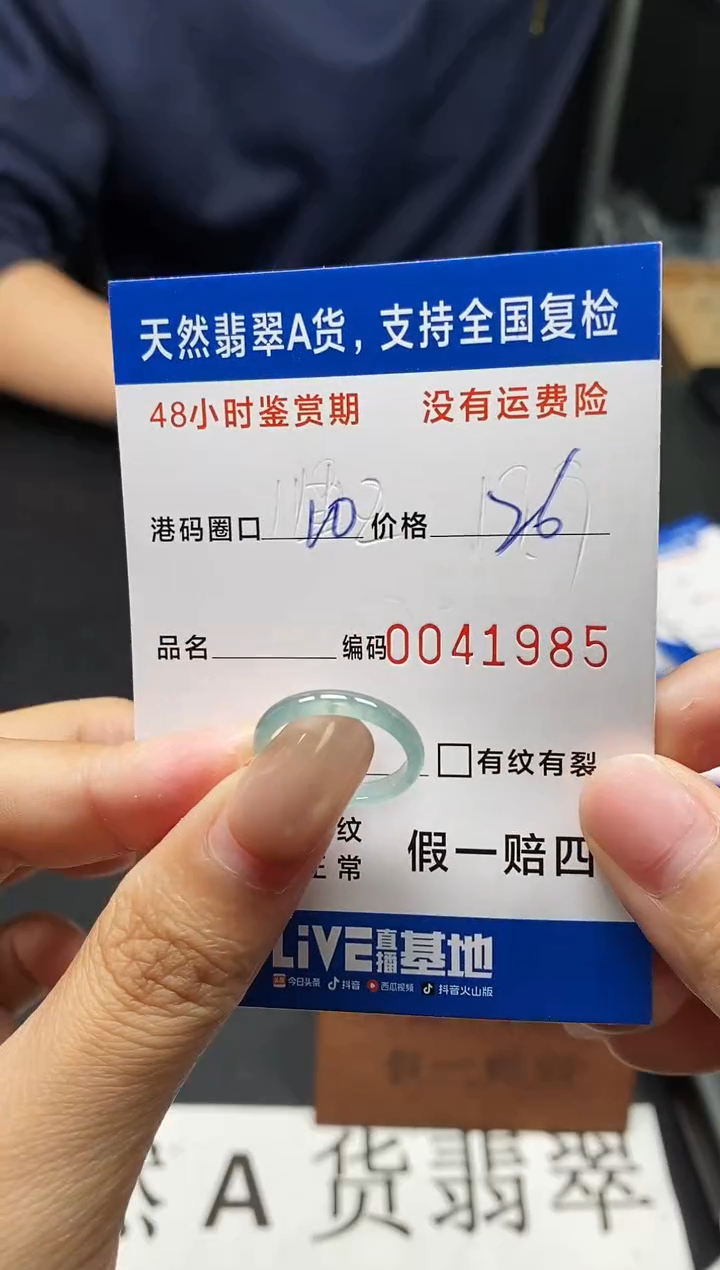 天然翡翠A货，支持全国复检
48小时鉴赏期 没有运费险
港码圈口 10 价格 26
品名 编码0041985
□有纹有裂
纹
正常 假一赔四
LiVE直播基地
今日头条 抖音 西瓜视频 抖音火山版
A货翡翠